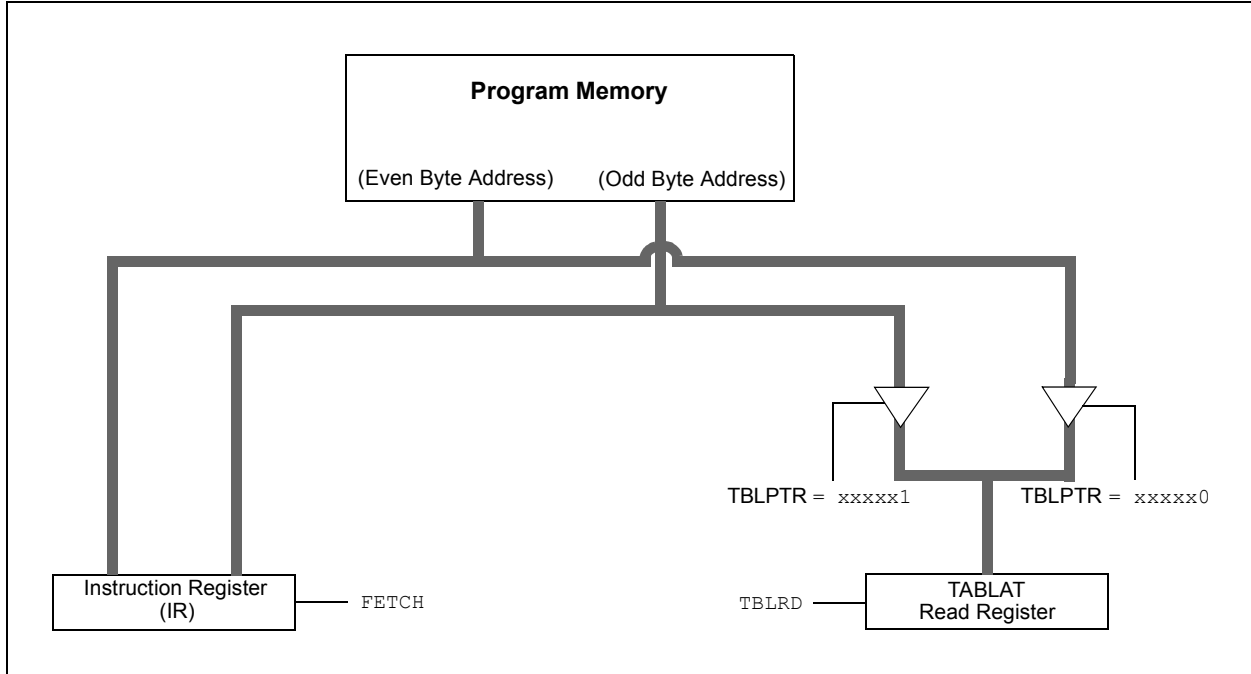 Program Memory
(Even Byte Address) (Odd Byte Address)
TBLPTR = xxxxx1 TBLPTR = xxxxx0
Instruction Register
(IR)
FETCH
TBLRD
TABLAT
Read Register